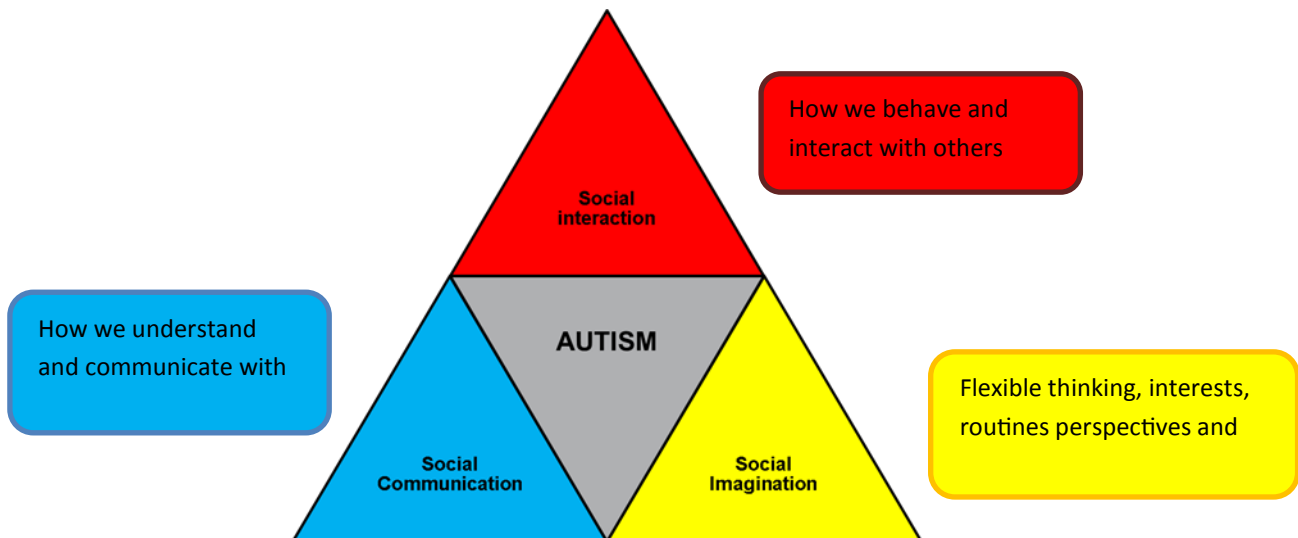 How we behave and
interact with others
Social
interaction
How we understand
and communicate with
AUTISM
Flexible thinking, interests,
routines perspectives and
Social
Communication
Social
Imagination